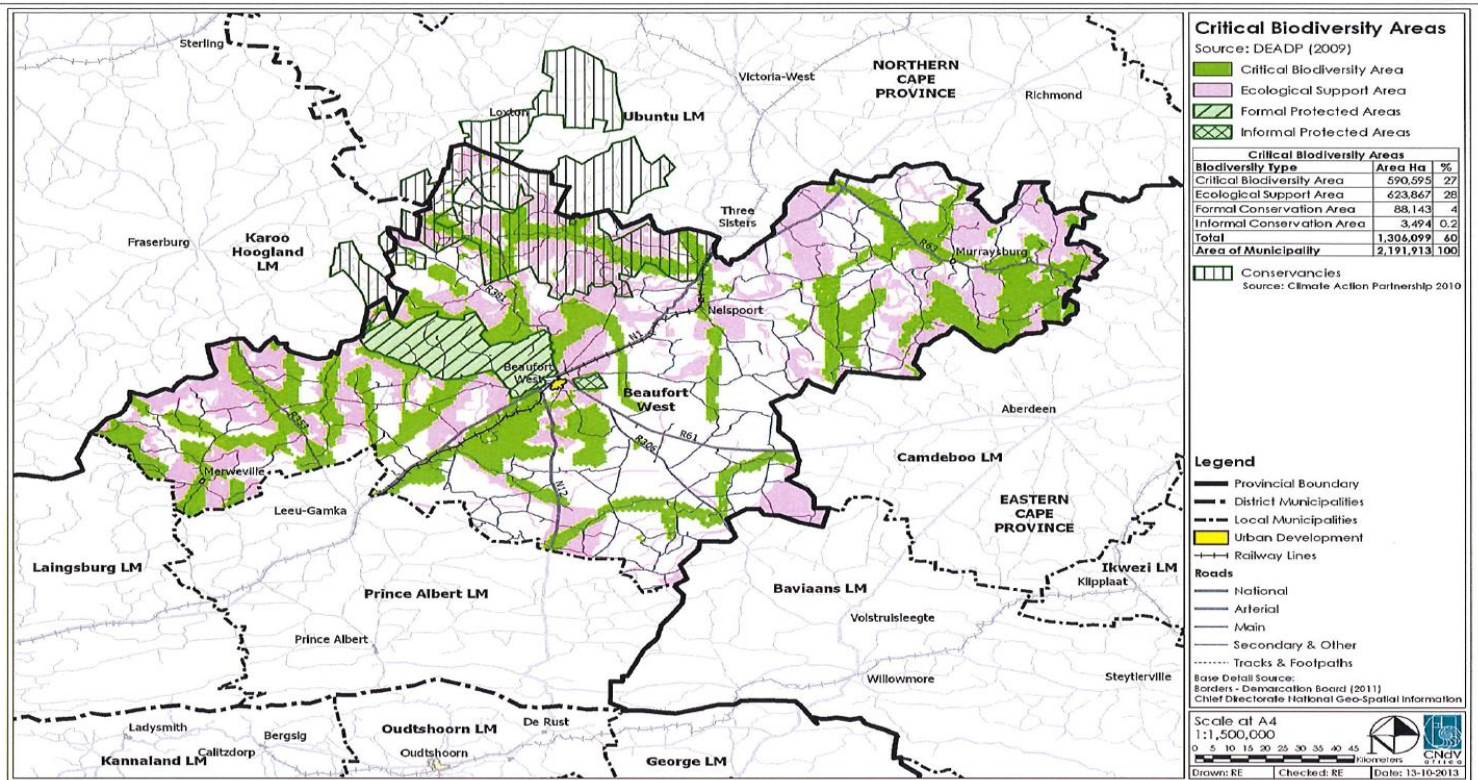 Sterling
Victoria-West
NORTHERN
CAPE
PROVINCE
Richmond
Loxton
Ubuntu LM
Three
Sisters
Fraserburg
Karoo
Hoogland
LM
R63
Murraysburg
R381
Nelspoort
N1
Beaufort
West
Beaufort
West
R353
R61
R306
Aberdeen
Merweville
Camdeboo LM
N12
Leeu-Gamka
EASTERN
CAPE
PROVINCE
Laingsburg LM
Prince Albert LM
Baviaans LM
Ikwezi LM
Klipplaat
Volstruisleegte
Prince Albert
Willowmore
Steytlerville
Ladysmith
Bergsig
Calitzdorp
Kannaland LM
Oudtshoorn LM
De Rust
Oudtshoorn
George LM
Critical Biodiversity Areas
Source: DEADP (2009)
Critical Biodiversity Area
Ecological Support Area
Formal Protected Areas
Informal Protected Areas
Critical Biodiversity Areas
Biodiversity Type Area Ha %
Critical Biodiversity Area 590,595 27
Ecological Support Area 623,867 28
Formal Conservation Area 88,143 4
Informal Conservation Area 3,494 0.2
Total 1,306,099 60
Area of Municipality 2,191,913 100
Conservancies
Source: Climate Action Partnership 2010
Legend
Provincial Boundary
District Municipalities
Local Municipalities
Urban Development
Railway Lines
Roads
National
Arterial
Main
Secondary & Other
Tracks & Footpaths
Base Detail Source:
Borders - Demarcation Board (2011)
Chief Directorate National Geo-Spatial Information
Scale at A4
1:1,500,000
0 5 10 15 20 25 30 35 40 45
Kilometers
CNdV
africa
Drawn: RE Checked: RE Date: 13-10-2013